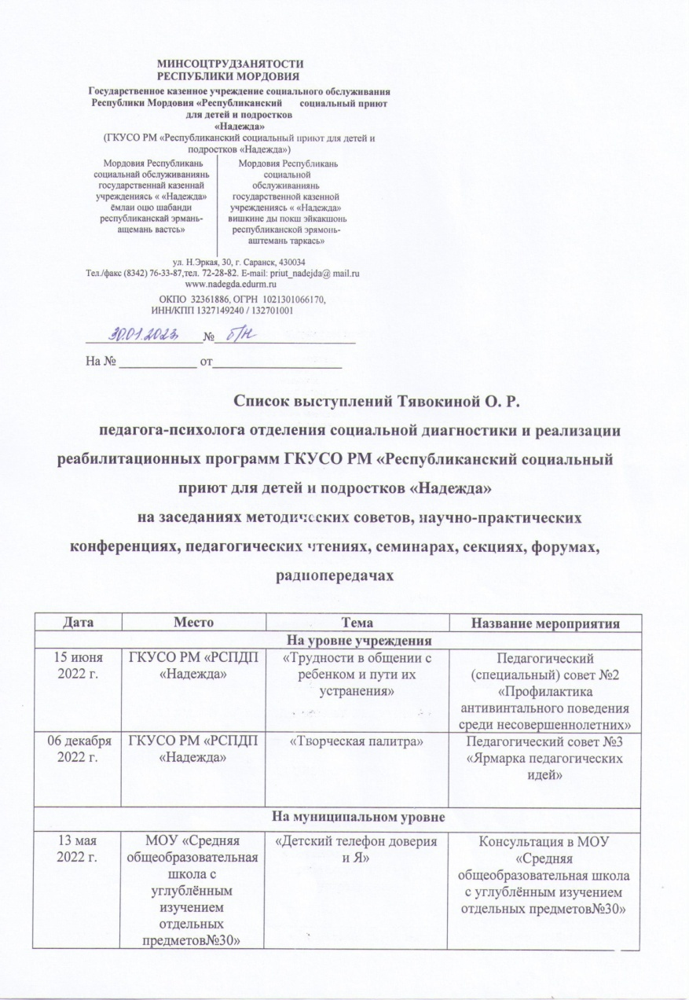 МИНСОЦТРУДЗАНЯТОСТИ
РЕСПУБЛИКИ МОРДОВИЯ
Государственное казенное учреждение социального обслуживания
Республики Мордовия «Республиканский социальный приют
для детей и подростков
«Надежда»
(ГКУСО РМ «Республиканский социальный приют для детей и
подростков «Надежда»)
Мордовия Республикань
социальнай обслуживаниянь
государственнай казеннай
учреждениясь « «Надежда»
ёмлаи оцю шабанди
республиканскай эрмань-
ащемань вастсь»
Мордовия Республикань
социальной
обслуживаниянь
государственной казенной
учреждениясь « «Надежда»
вишкине ды покш эйкакшонь
республиканской эрямонь-
аштемань таркась»
ул. Н.Эркая, 30, г. Саранск, 430034
Тел./факс (8342) 76-33-87,тел. 72-28-82. E-mail: priut_nadejda@ mail.ru
www.nadegda.edurm.ru
ОКПО 32361886, ОГРН 1021301066170,
ИНН/КПП 1327149240 / 132701001
30.01.2023 № б/н
На № ____________ от____________________
Список выступлений Тявокиной О. Р.
педагога-психолога отделения социальной диагностики и реализации
реабилитационных программ ГКУСО РМ «Республиканский социальный
приют для детей и подростков «Надежда»
на заседаниях методических советов, научно-практических
конференциях, педагогических чтениях, семинарах, секциях, форумах,
радиопередачах
Дата Место Тема Название мероприятия
На уровне учреждения
15 июня ГКУСО РМ «РСПДП «Трудности в общении с Педагогический
2022 г. «Надежда» ребенком и пути их (специальный) совет №2
устранения» «Профилактика
антивинтального поведения
среди несовершеннолетних»
06 декабря ГКУСО РМ «РСПДП «Творческая палитра» Педагогический совет №3
2022 г. «Надежда» «Ярмарка педагогических
идей»
На муниципальном уровне
13 мая МОУ «Средняя «Детский телефон доверия Консультация в МОУ
2022 г. общеобразовательная и Я» «Средняя
школа с общеобразовательная школа
углублённым с углублённым изучением
изучением отдельных предметов№30»
отдельных
предметов№30»